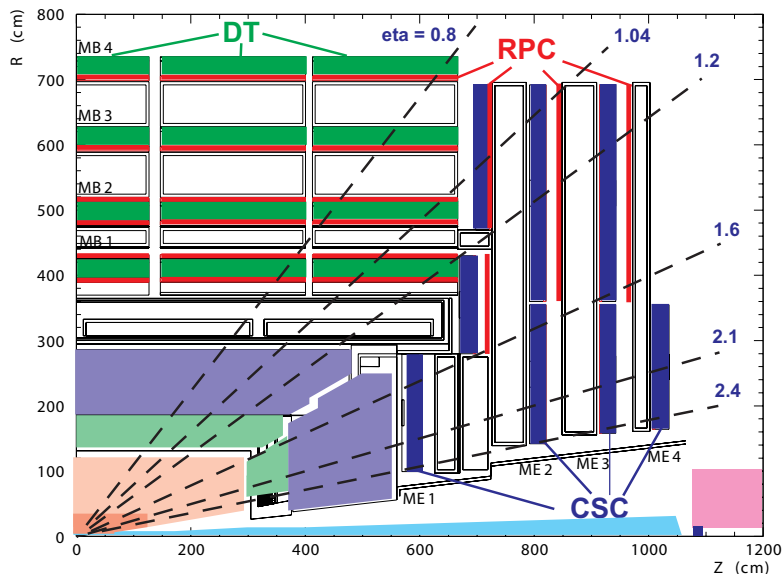 R (cm)
800
700
600
500
400
300
200
100
0
MB 4
DT
eta = 0.8
1.04
RPC
1.2
MB 3
MB 2
MB 1
1.6
2.1
2.4
ME 1
ME 2
ME 3
ME 4
CSC
0
200
400
600
800
1000
1200
Z (cm)